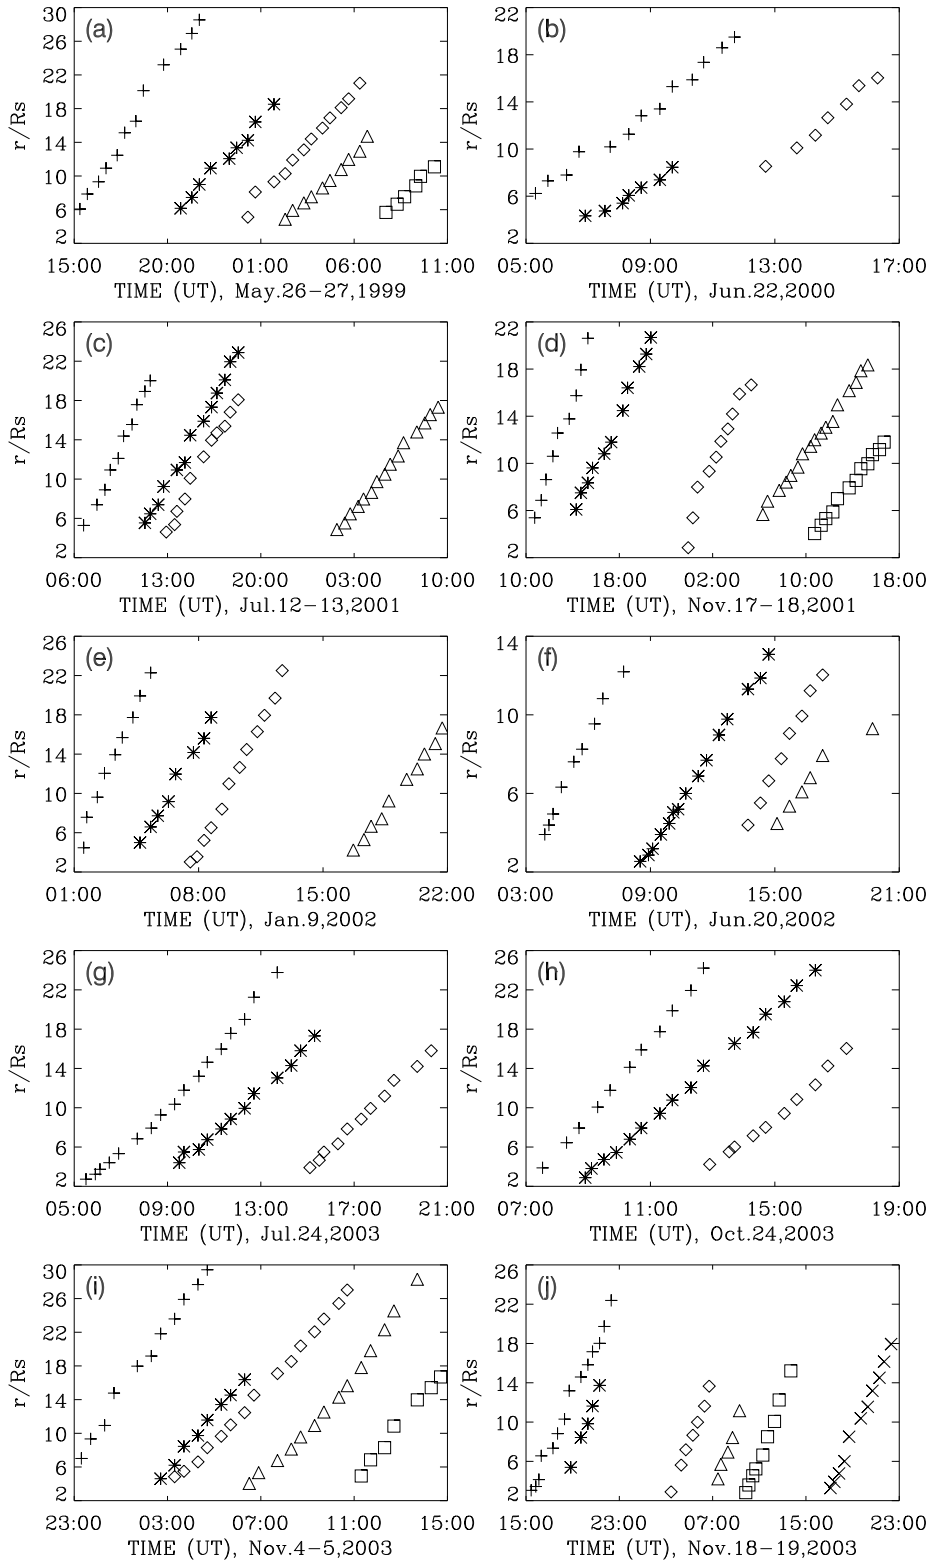 (a)
r/Rs
30
26
22
18
14
10
6
2
15:00 20:00 01:00 06:00 11:00
TIME (UT), May.26−27,1999
(b)
r/Rs
22
18
14
10
6
2
05:00 09:00 13:00 17:00
TIME (UT), Jun.22,2000
(c)
r/Rs
26
22
18
14
10
6
2
06:00 13:00 20:00 03:00 10:00
TIME (UT), Jul.12−13,2001
(d)
r/Rs
22
18
14
10
6
2
10:00 18:00 02:00 10:00 18:00
TIME (UT), Nov.17−18,2001
(e)
r/Rs
26
22
18
14
10
6
2
01:00 08:00 15:00 22:00
TIME (UT), Jan.9,2002
(f)
r/Rs
14
10
6
2
03:00 09:00 15:00 21:00
TIME (UT), Jun.20,2002
(g)
r/Rs
26
22
18
14
10
6
2
05:00 09:00 13:00 17:00 21:00
TIME (UT), Jul.24,2003
(h)
r/Rs
26
22
18
14
10
6
2
07:00 11:00 15:00 19:00
TIME (UT), Oct.24,2003
(i)
r/Rs
30
26
22
18
14
10
6
2
23:00 03:00 07:00 11:00 15:00
TIME (UT), Nov.4−5,2003
(j)
r/Rs
26
22
18
14
10
6
2
15:00 23:00 07:00 15:00 23:00
TIME (UT), Nov.18−19,2003